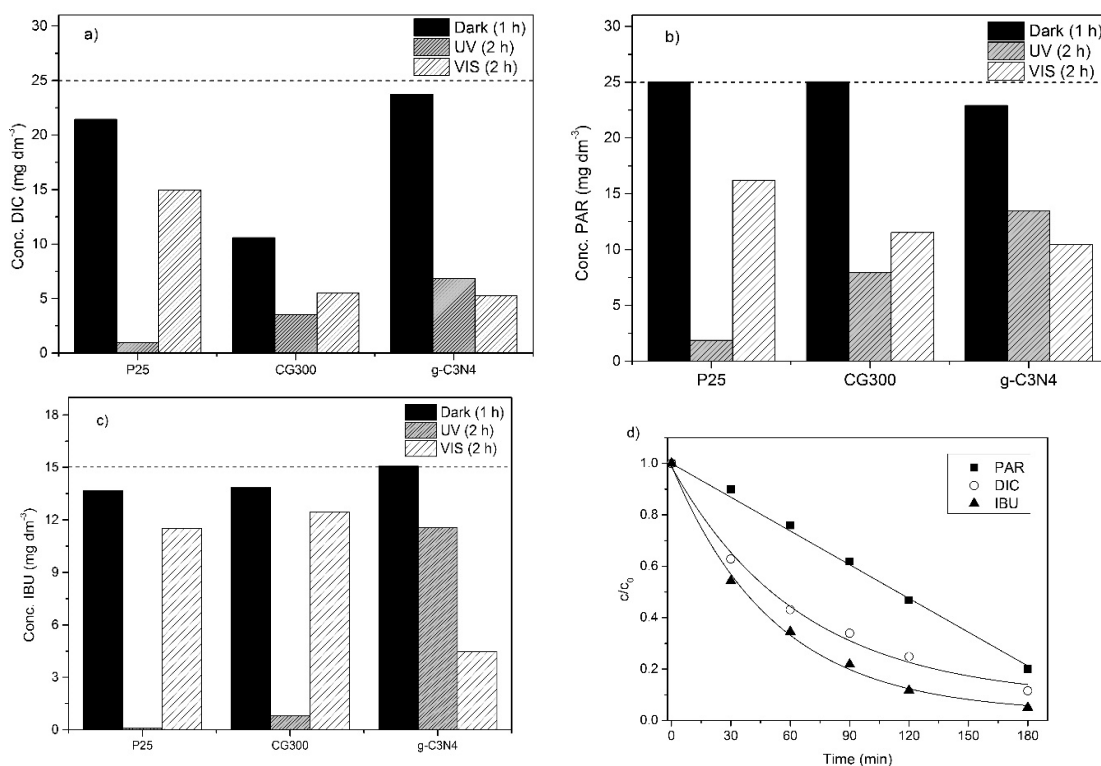 a)
Dark (1 h)
UV (2 h)
VIS (2 h)
30
25
20
15
10
5
0
Conc. DIC (mg dm⁻³)
P25 CG300 g-C3N4
b)
Dark (1 h)
UV (2 h)
VIS (2 h)
30
25
20
15
10
5
0
Conc. PAR (mg dm⁻³)
P25 CG300 g-C3N4
c)
Dark (1 h)
UV (2 h)
VIS (2 h)
18
15
12
9
6
3
0
Conc. IBU (mg dm⁻³)
P25 CG300 g-C3N4
d)
PAR
DIC
IBU
1.0
0.8
0.6
0.4
0.2
0.0
c/c₀
0 30 60 90 120 150 180
Time (min)